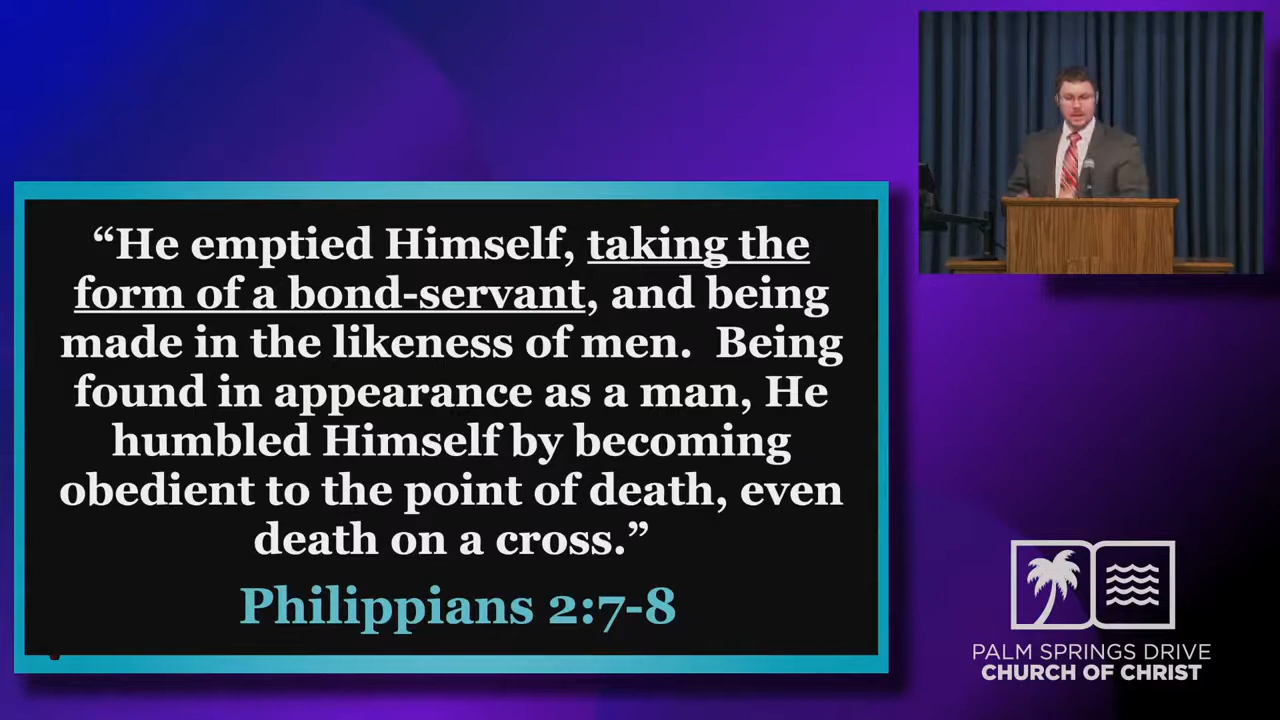 “He emptied Himself, taking the
form of a bond-servant, and being
made in the likeness of men.  Being
found in appearance as a man, He
humbled Himself by becoming
obedient to the point of death, even
death on a cross.”
Philippians 2:7-8
PALM SPRINGS DRIVE
CHURCH OF CHRIST